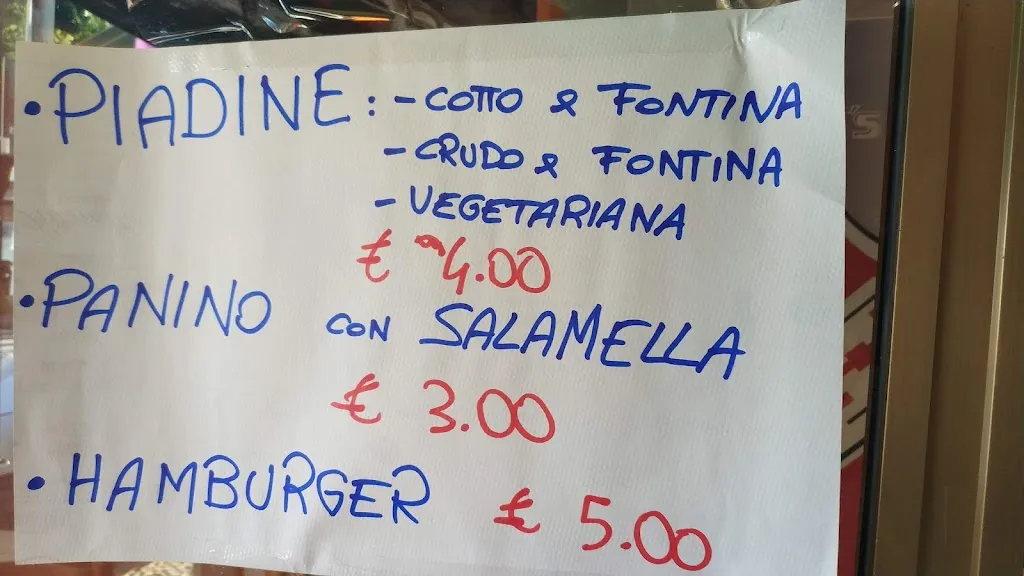 • PIADINE: - COTTO & FONTINA
- CRUDO & FONTINA
- VEGETARIANA
€ 4.00
• PANINO CON SALAMELLA
€ 3.00
• HAMBURGER € 5.00